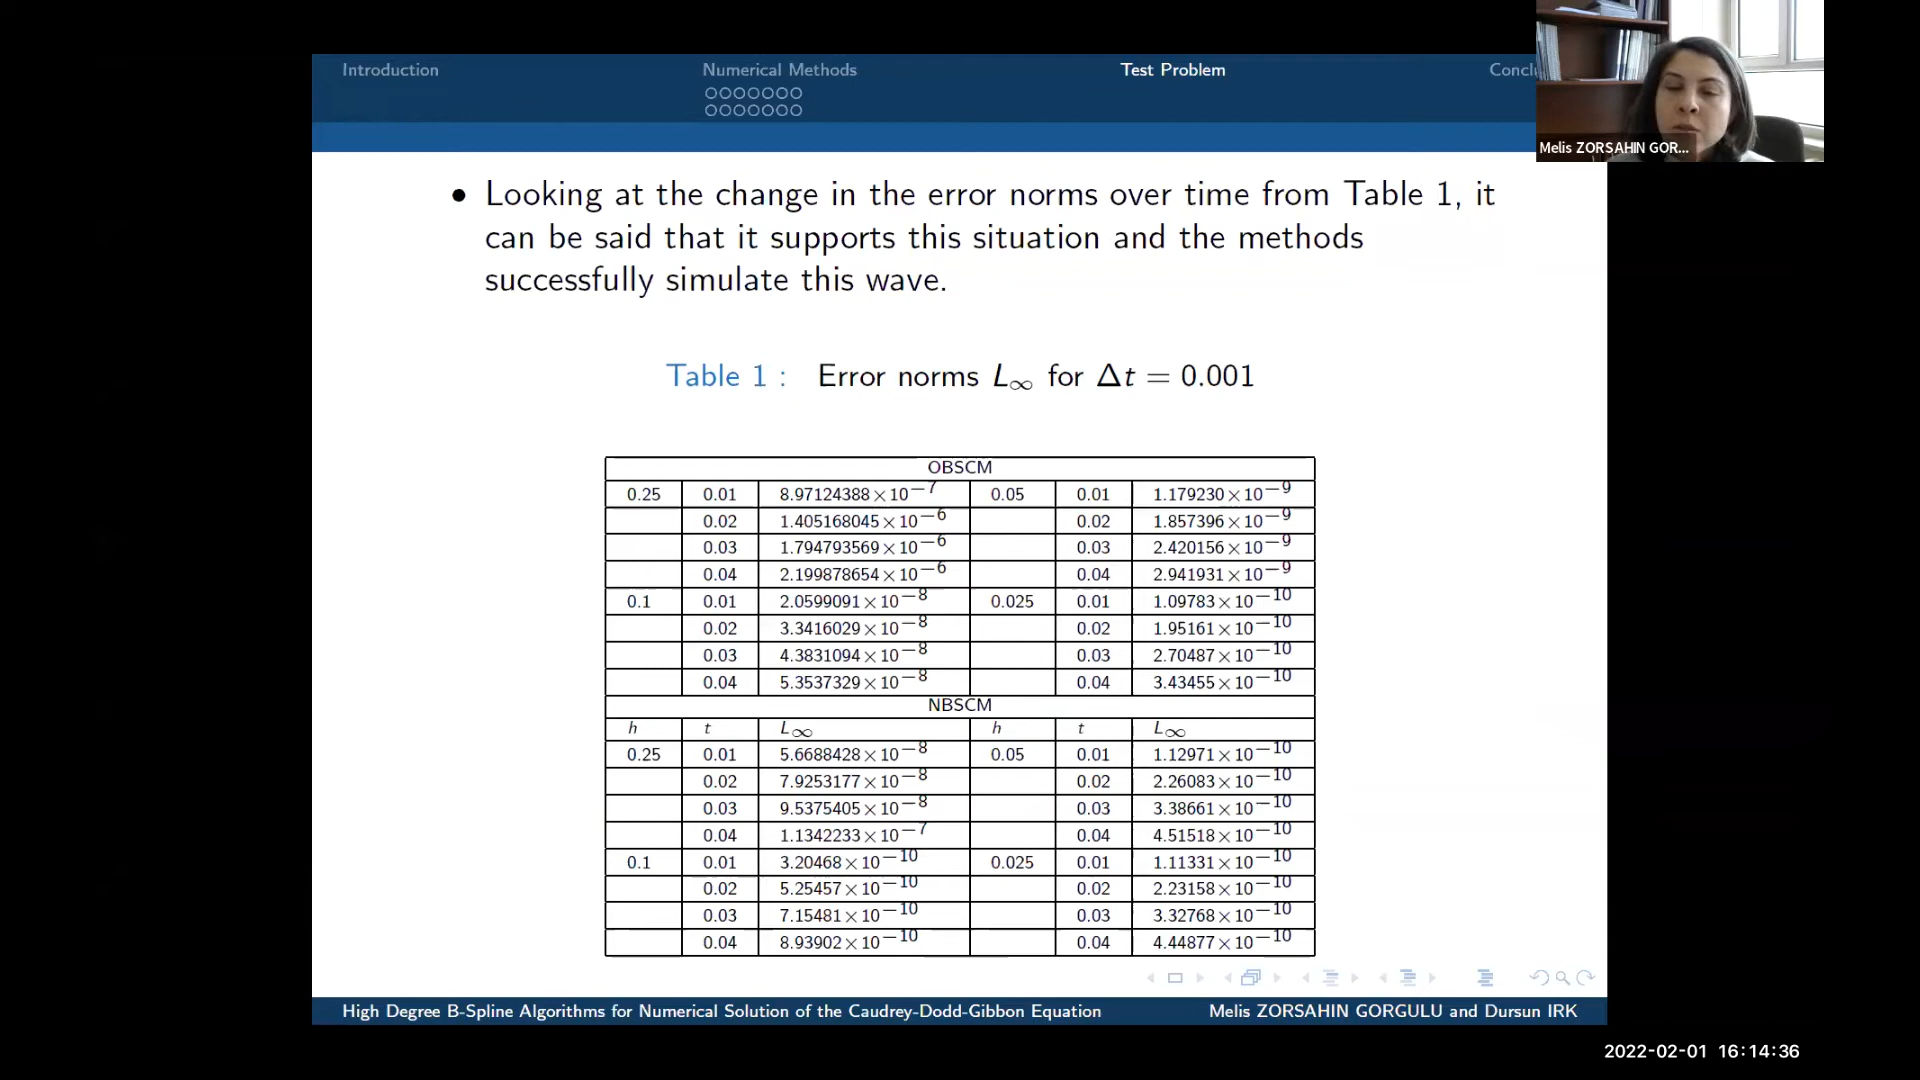 Introduction Numerical Methods Test Problem Conclu
Melis ZORSAHIN GOR...
• Looking at the change in the error norms over time from Table 1, it
can be said that it supports this situation and the methods
successfully simulate this wave.
Table 1 : Error norms L∞ for Δt = 0.001
OBSCM
0.25 0.01 8.97124388×10−7 0.05 0.01 1.179230×10−9
0.02 1.405168045×10−6 0.02 1.857396×10−9
0.03 1.794793569×10−6 0.03 2.420156×10−9
0.04 2.199878654×10−6 0.04 2.941931×10−9
0.1 0.01 2.0599091×10−8 0.025 0.01 1.09783×10−10
0.02 3.3416029×10−8 0.02 1.95161×10−10
0.03 4.3831094×10−8 0.03 2.70487×10−10
0.04 5.3537329×10−8 0.04 3.43455×10−10
NBSCM
h t L∞ h t L∞
0.25 0.01 5.6688428×10−8 0.05 0.01 1.12971×10−10
0.02 7.9253177×10−8 0.02 2.26083×10−10
0.03 9.5375405×10−8 0.03 3.38661×10−10
0.04 1.1342233×10−7 0.04 4.51518×10−10
0.1 0.01 3.20468×10−10 0.025 0.01 1.11331×10−10
0.02 5.25457×10−10 0.02 2.23158×10−10
0.03 7.15481×10−10 0.03 3.32768×10−10
0.04 8.93902×10−10 0.04 4.44877×10−10
High Degree B-Spline Algorithms for Numerical Solution of the Caudrey-Dodd-Gibbon Equation Melis ZORSAHIN GORGULU and Dursun IRK
2022-02-01 16:14:36